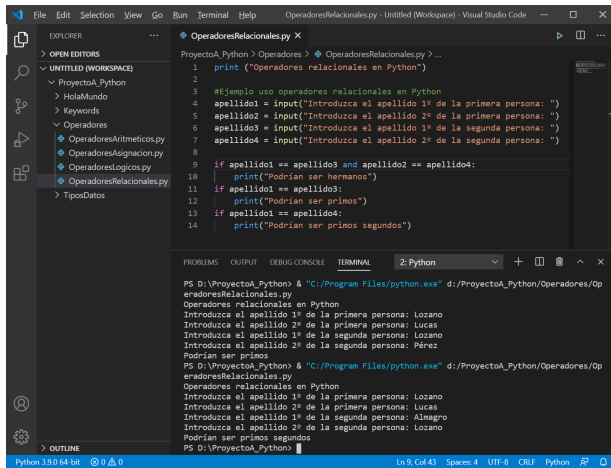 File Edit Selection View Go Run Terminal Help OperadoresRelacionales.py - Untitled (Workspace) - Visual Studio Code
EXPLORER
OPEN EDITORS
UNTITLED (WORKSPACE)
ProyectoA_Python
HolaMundo
Keywords
Operadores
OperadoresAritmeticos.py
OperadoresAsignacion.py
OperadoresLogicos.py
OperadoresRelacionales.py
TiposDatos
OUTLINE
OperadoresRelacionales.py
ProyectoA_Python > Operadores > OperadoresRelacionales.py > ...
1 print ("Operadores relacionales en Python")
2
3 #Ejemplo uso operadores relacionales en Python
4 apellido1 = input("Introduzca el apellido 1º de la primera persona: ")
5 apellido2 = input("Introduzca el apellido 2º de la primera persona: ")
6 apellido3 = input("Introduzca el apellido 1º de la segunda persona: ")
7 apellido4 = input("Introduzca el apellido 2º de la segunda persona: ")
8
9 if apellido1 == apellido3 and apellido2 == apellido4:
10 print("Podrían ser hermanos")
11 if apellido1 == apellido3:
12 print("Podrían ser primos")
13 if apellido1 == apellido4:
14 print("Podrían ser primos segundos")
PROBLEMS OUTPUT DEBUG CONSOLE TERMINAL 2: Python
PS D:\ProyectoA_Python> & "C:/Program Files/python.exe" d:/ProyectoA_Python/Operadores/Op
eradoresRelacionales.py
Operadores relacionales en Python
Introduzca el apellido 1º de la primera persona: Lozano
Introduzca el apellido 2º de la primera persona: Lucas
Introduzca el apellido 1º de la segunda persona: Lozano
Introduzca el apellido 2º de la segunda persona: Pérez
Podrían ser primos
PS D:\ProyectoA_Python> & "C:/Program Files/python.exe" d:/ProyectoA_Python/Operadores/Op
eradoresRelacionales.py
Operadores relacionales en Python
Introduzca el apellido 1º de la primera persona: Lozano
Introduzca el apellido 2º de la primera persona: Lucas
Introduzca el apellido 1º de la segunda persona: Almagro
Introduzca el apellido 2º de la segunda persona: Lozano
Podrían ser primos segundos
PS D:\ProyectoA_Python>
Python 3.9.0 64-bit 0 0 Ln 9, Col 43 Spaces: 4 UTF-8 CRLF Python